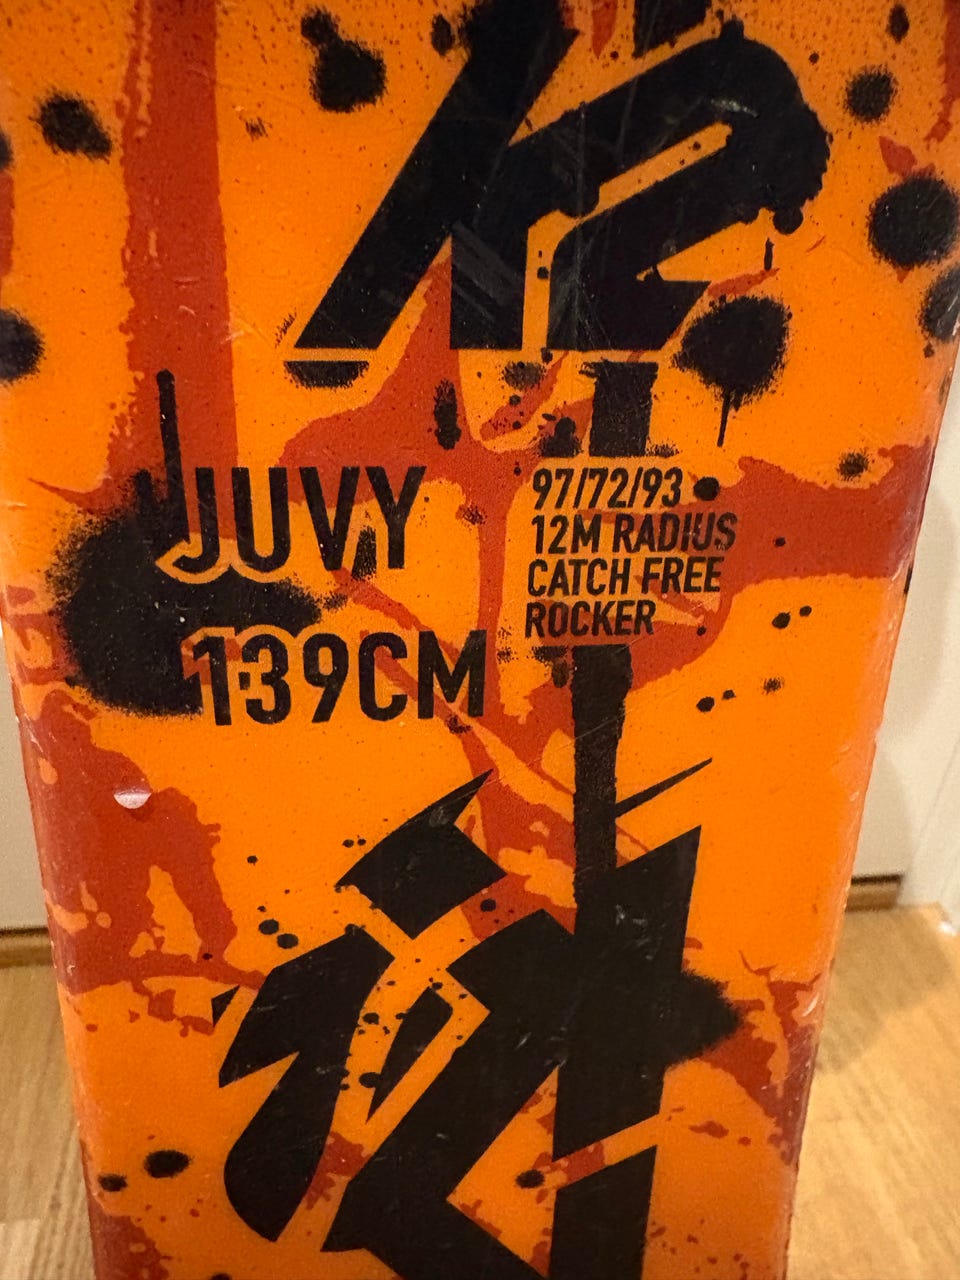 K2
JUVY
139CM
97/72/93
12M RADIUS
CATCH FREE
ROCKER